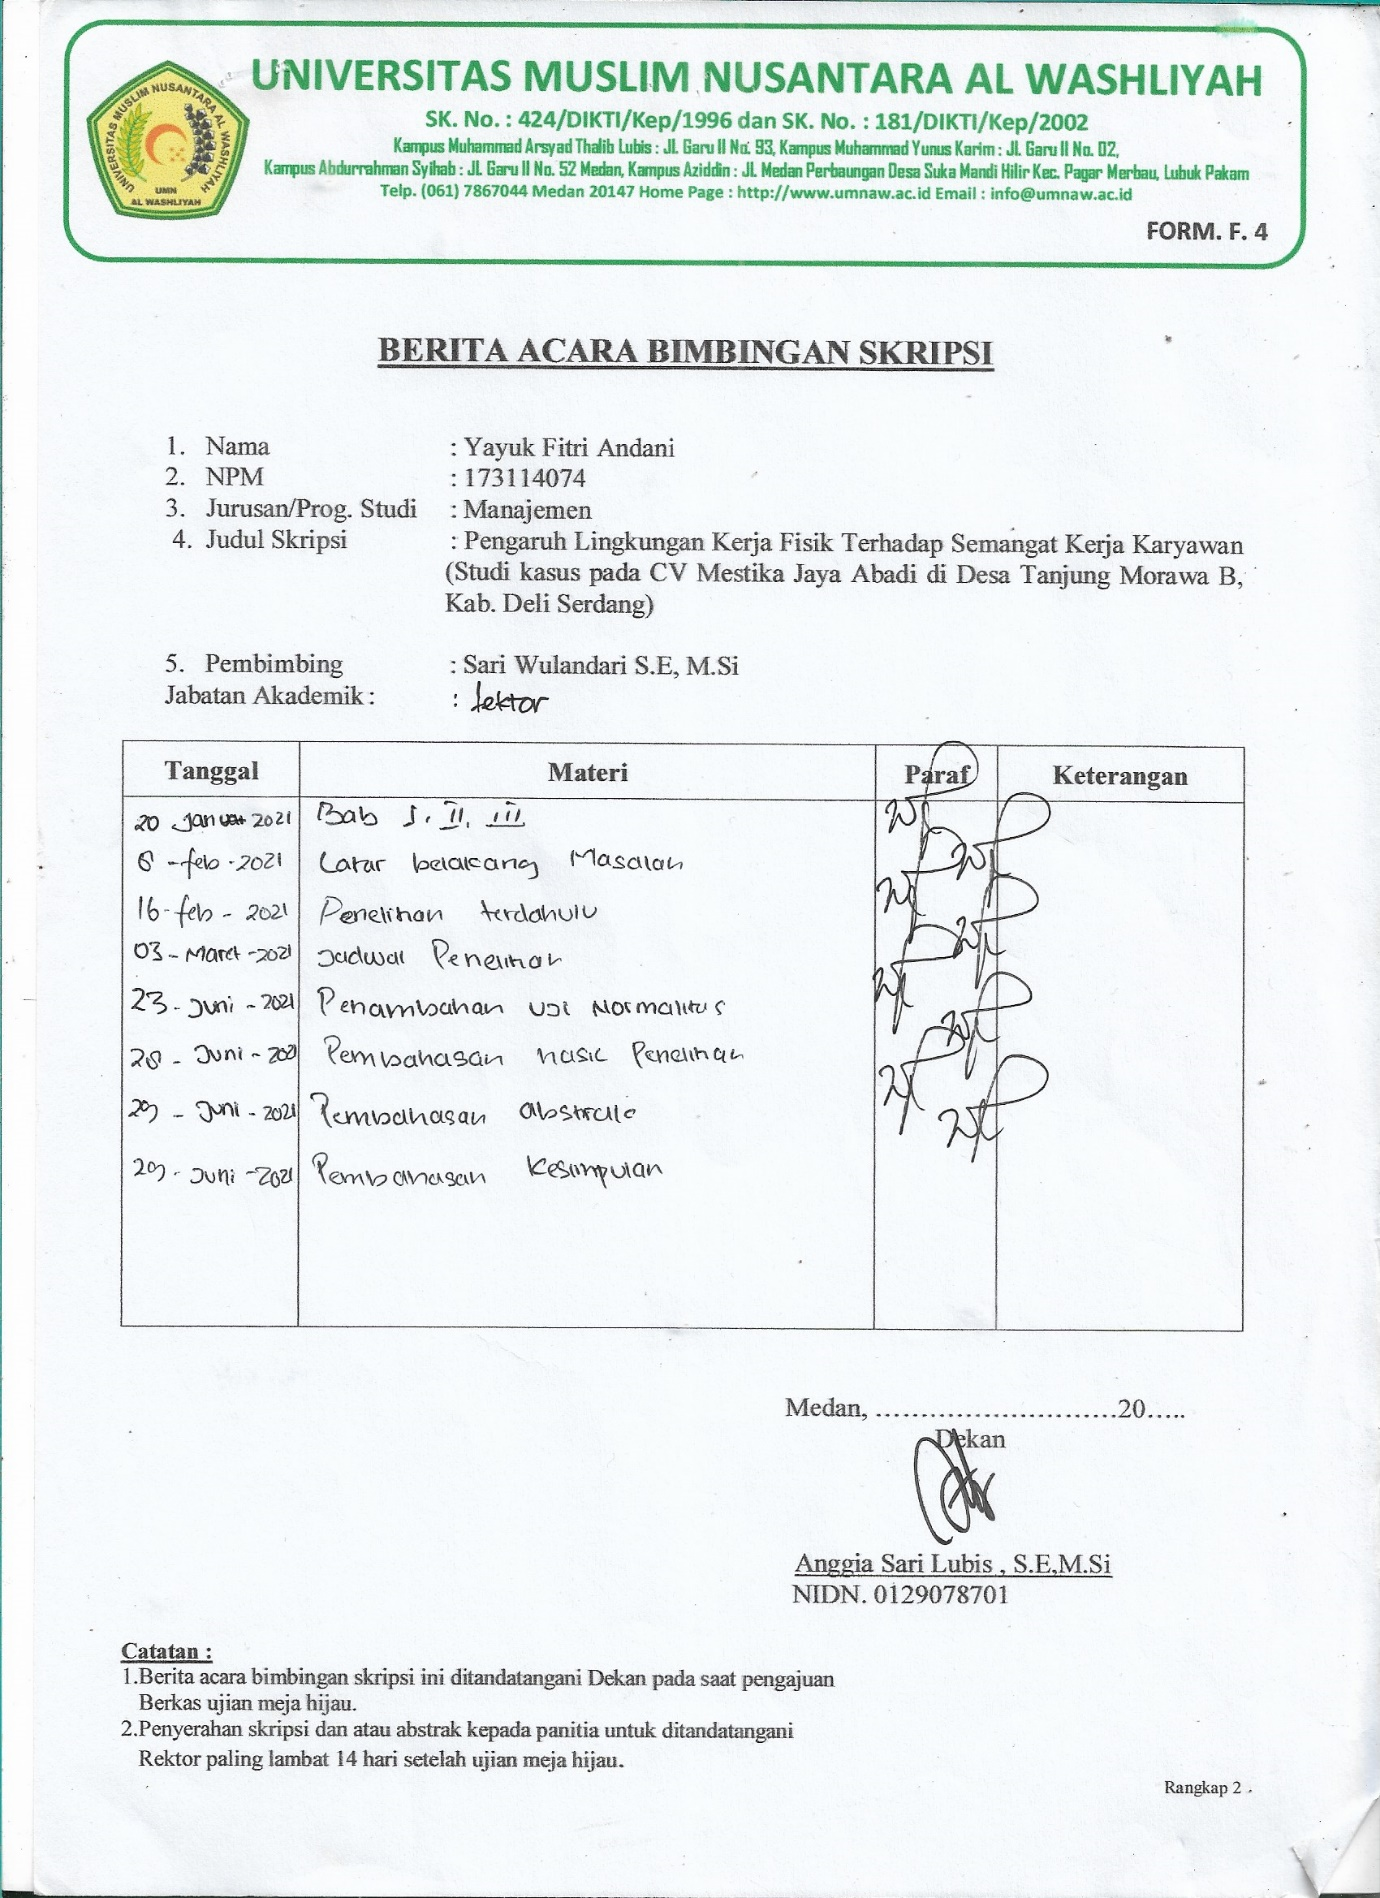 UNIVERSITAS MUSLIM NUSANTARA AL WASHLIYAH
SK. No. : 424/DIKTI/Kep/1996 dan SK. No. : 181/DIKTI/Kep/2002
Kampus Muhammad Arsyad Thalib Lubis : Jl. Garu II No. 93, Kampus Muhammad Yunus Karim : Jl. Garu II No. 02,
Kampus Abdurrahman Syihab : Jl. Garu II No. 52 Medan, Kampus Aziddin : Jl. Medan Perbaungan Desa Suka Mandi Hilir Kec. Pagar Merbau, Lubuk Pakam
Telp. (061) 7867044 Medan 20147 Home Page : http://www.umnaw.ac.id Email : info@umnaw.ac.id
UNIVERSITAS MUSLIM NUSANTARA AL WASHLIYAH
UMN
AL WASHLIYAH
FORM. F. 4
BERITA ACARA BIMBINGAN SKRIPSI
1. Nama : Yayuk Fitri Andani
2. NPM : 173114074
3. Jurusan/Prog. Studi : Manajemen
4. Judul Skripsi : Pengaruh Lingkungan Kerja Fisik Terhadap Semangat Kerja Karyawan
(Studi kasus pada CV Mestika Jaya Abadi di Desa Tanjung Morawa B,
Kab. Deli Serdang)
5. Pembimbing : Sari Wulandari S.E, M.Si
Jabatan Akademik : : Lektor
Tanggal Materi Paraf Keterangan
20 Januari 2021 Bab I. II. III
-feb-2021 Latar belakang Masalah
16-feb-2021 Penelitian terdahulu
03-Maret-2021 Jadwal Penelitian
23-Juni-2021 Penambahan uji Normalitas
28-Juni-2021 Pembahasan hasil Penelitian
29-Juni-2021 Pembahasan abstrak
29-Juni-2021 Pembahasan Kesimpulan
Medan, ...........................20.....
Dekan
Anggia Sari Lubis , S.E,M.Si
NIDN. 0129078701
Catatan :
1.Berita acara bimbingan skripsi ini ditandatangani Dekan pada saat pengajuan
Berkas ujian meja hijau.
2.Penyerahan skripsi dan atau abstrak kepada panitia untuk ditandatangani
Rektor paling lambat 14 hari setelah ujian meja hijau.
Rangkap 2